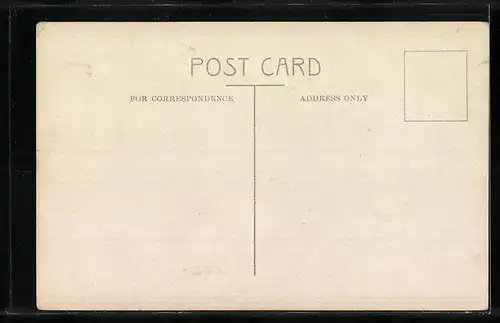 POST CARD
FOR CORRESPONDENCE
ADDRESS ONLY